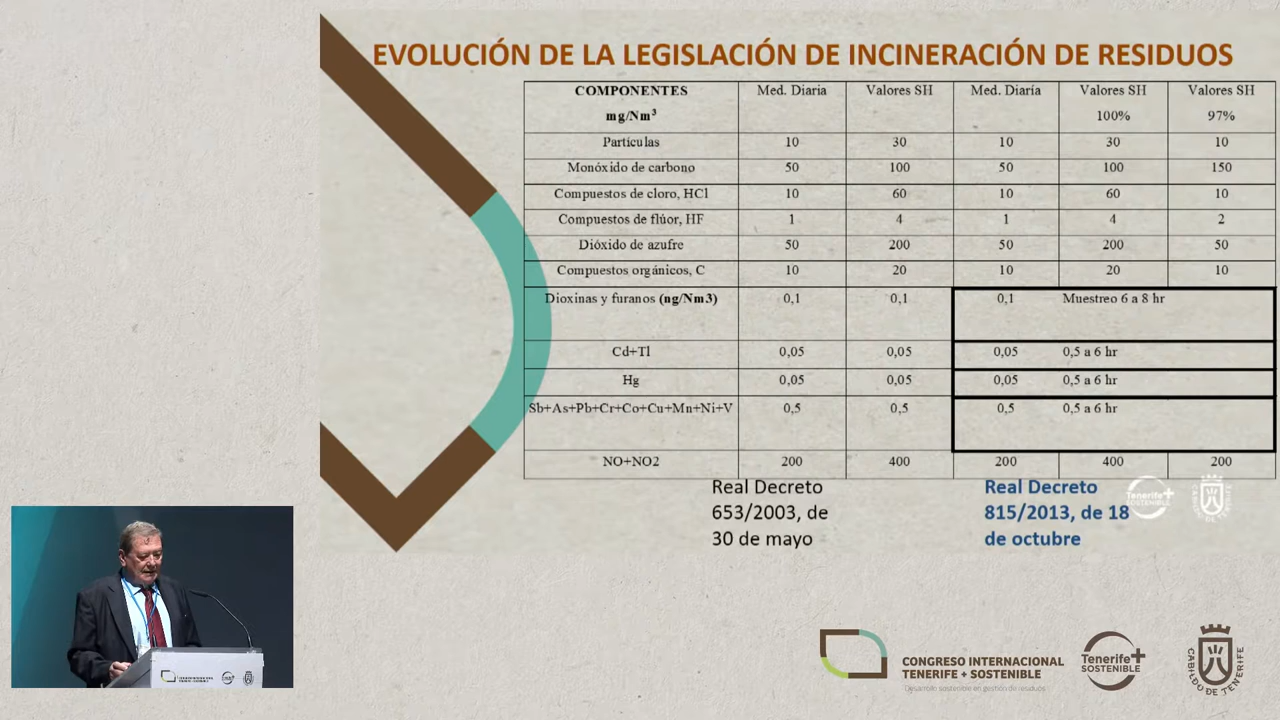 EVOLUCIÓN DE LA LEGISLACIÓN DE INCINERACIÓN DE RESIDUOS
COMPONENTES mg/Nm³ Med. Diaria Valores SH Med. Diaria Valores SH 100% Valores SH 97%
Partículas 10 30 10 30 10
Monóxido de carbono 50 100 50 100 150
Compuestos de cloro, HCl 10 60 10 60 10
Compuestos de flúor, HF 1 4 1 4 2
Dióxido de azufre 50 200 50 200 50
Compuestos orgánicos, C 10 20 10 20 10
Dioxinas y furanos (ng/Nm3) 0,1 0,1 0,1 Muestreo 6 a 8 hr
Cd+Tl 0,05 0,05 0,05 0,5 a 6 hr
Hg 0,05 0,05 0,05 0,5 a 6 hr
Sb+As+Pb+Cr+Co+Cu+Mn+Ni+V 0,5 0,5 0,5 0,5 a 6 hr
NO+NO2 200 400 200 400 200
Real Decreto
653/2003, de
30 de mayo
Real Decreto
815/2013, de 18
de octubre
Tenerife+
SOSTENIBLE
CONGRESO INTERNACIONAL
TENERIFE + SOSTENIBLE
Desarrollo sostenible en gestión de residuos
Tenerife+
SOSTENIBLE
CABILDO DE TENERIFE